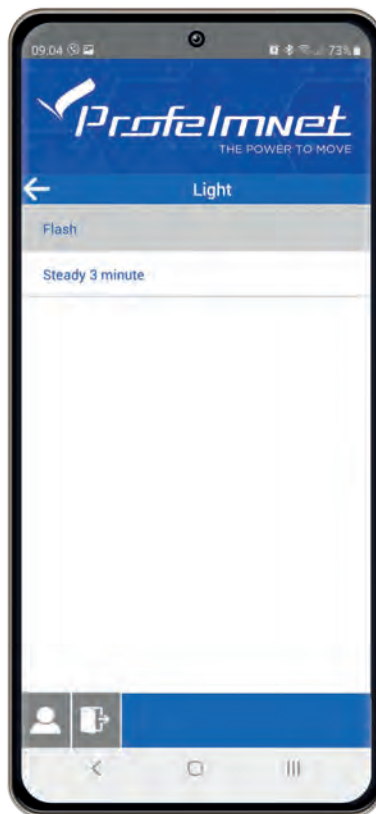 09.04
73%
Profelmnet
THE POWER TO MOVE
Light
Flash
Steady 3 minute